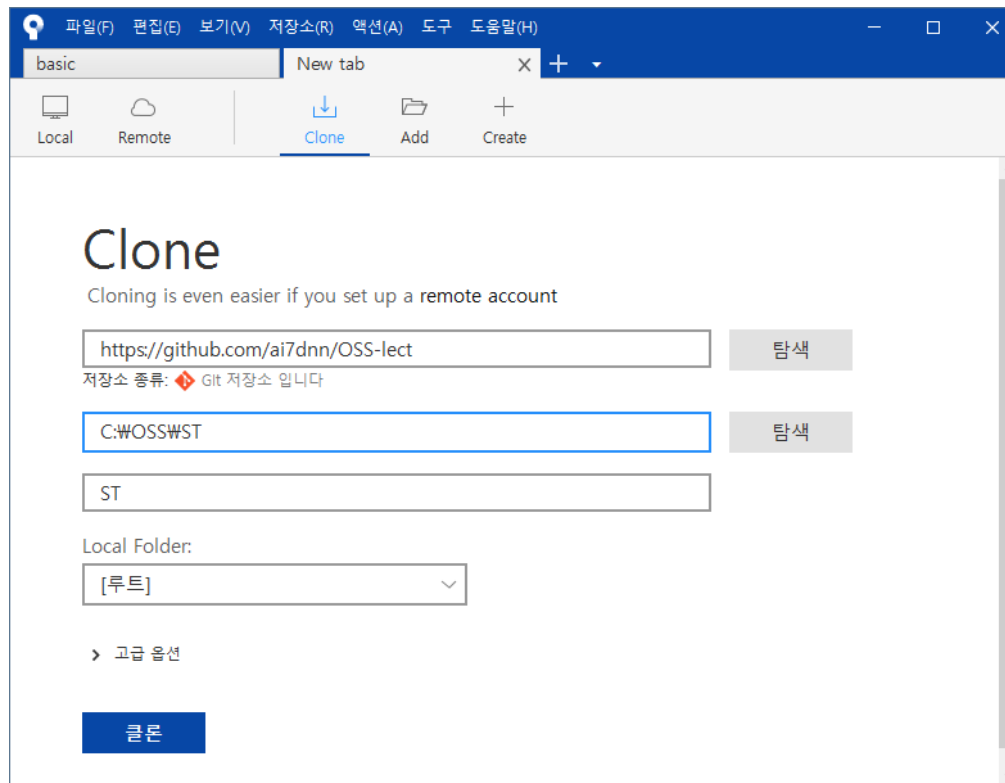 파일(F) 편집(E) 보기(V) 저장소(R) 액션(A) 도구 도움말(H)
basic New tab
Local Remote Clone Add Create
Clone
Cloning is even easier if you set up a remote account
https://github.com/ai7dnn/OSS-lect 탐색
저장소 종류: Git 저장소 입니다
C:₩OSS₩ST 탐색
ST
Local Folder:
[루트]
고급 옵션
클론